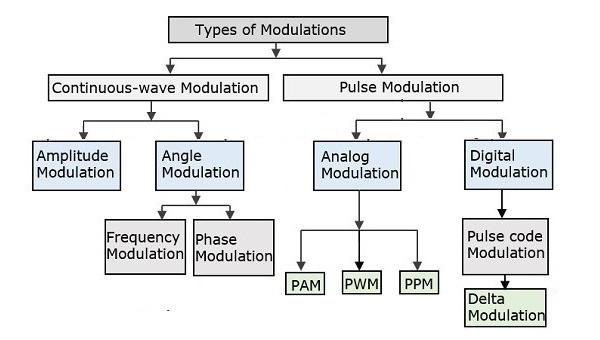 Types of Modulations
Continuous-wave Modulation
Pulse Modulation
Amplitude
Modulation
Angle
Modulation
Analog
Modulation
Digital
Modulation
Frequency
Modulation
Phase
Modulation
PAM
PWM
PPM
Pulse code
Modulation
Delta
Modulation